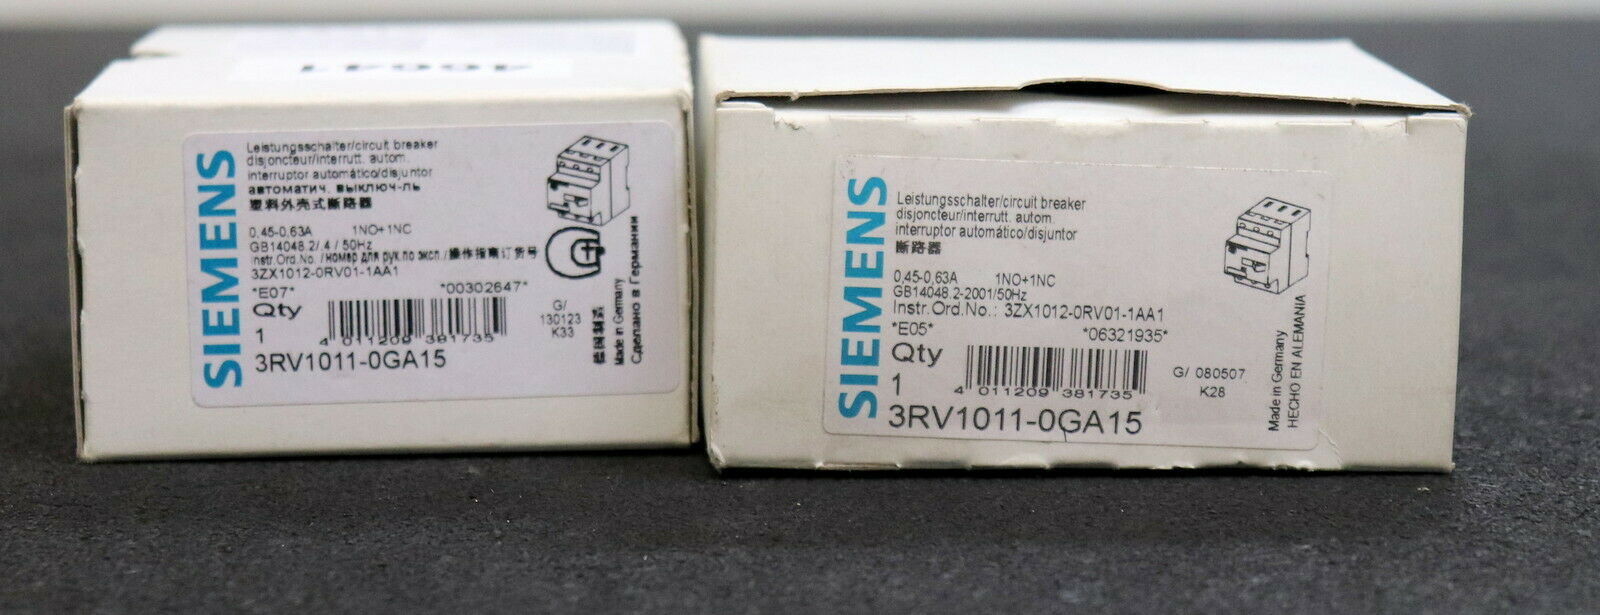 46641
SIEMENS
Leistungsschalter/circuit breaker
disjoncteur/interrutt. autom.
interruptor automático/disjuntor
автоматич. выключ-ль
塑料外壳式断路器
0,45-0,63A 1NO+1NC
GB14048.2/.4 / 50Hz
Instr.Ord.No./номер для рук.по эксп./操作指南订货号
3ZX1012-0RV01-1AA1
*E07* *00302647*
Qty
1
4 011209 381735
G/
130123
K33
3RV1011-0GA15
德国制造
Made in Germany
Сделано в Германии
SIEMENS
Leistungsschalter/circuit breaker
disjoncteur/interrutt. autom.
interruptor automático/disjuntor
断路器
0,45-0,63A 1NO+1NC
GB14048.2-2001/50Hz
Instr.Ord.No.: 3ZX1012-0RV01-1AA1
*E05* *06321935*
Qty
1
4 011209 381735
G/ 080507
K28
3RV1011-0GA15
Made in Germany
HECHO EN ALEMANIA